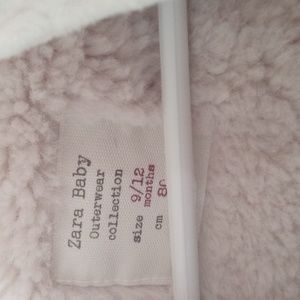 Zara Baby
Outerwear
collection
size 9/12
months
cm 80